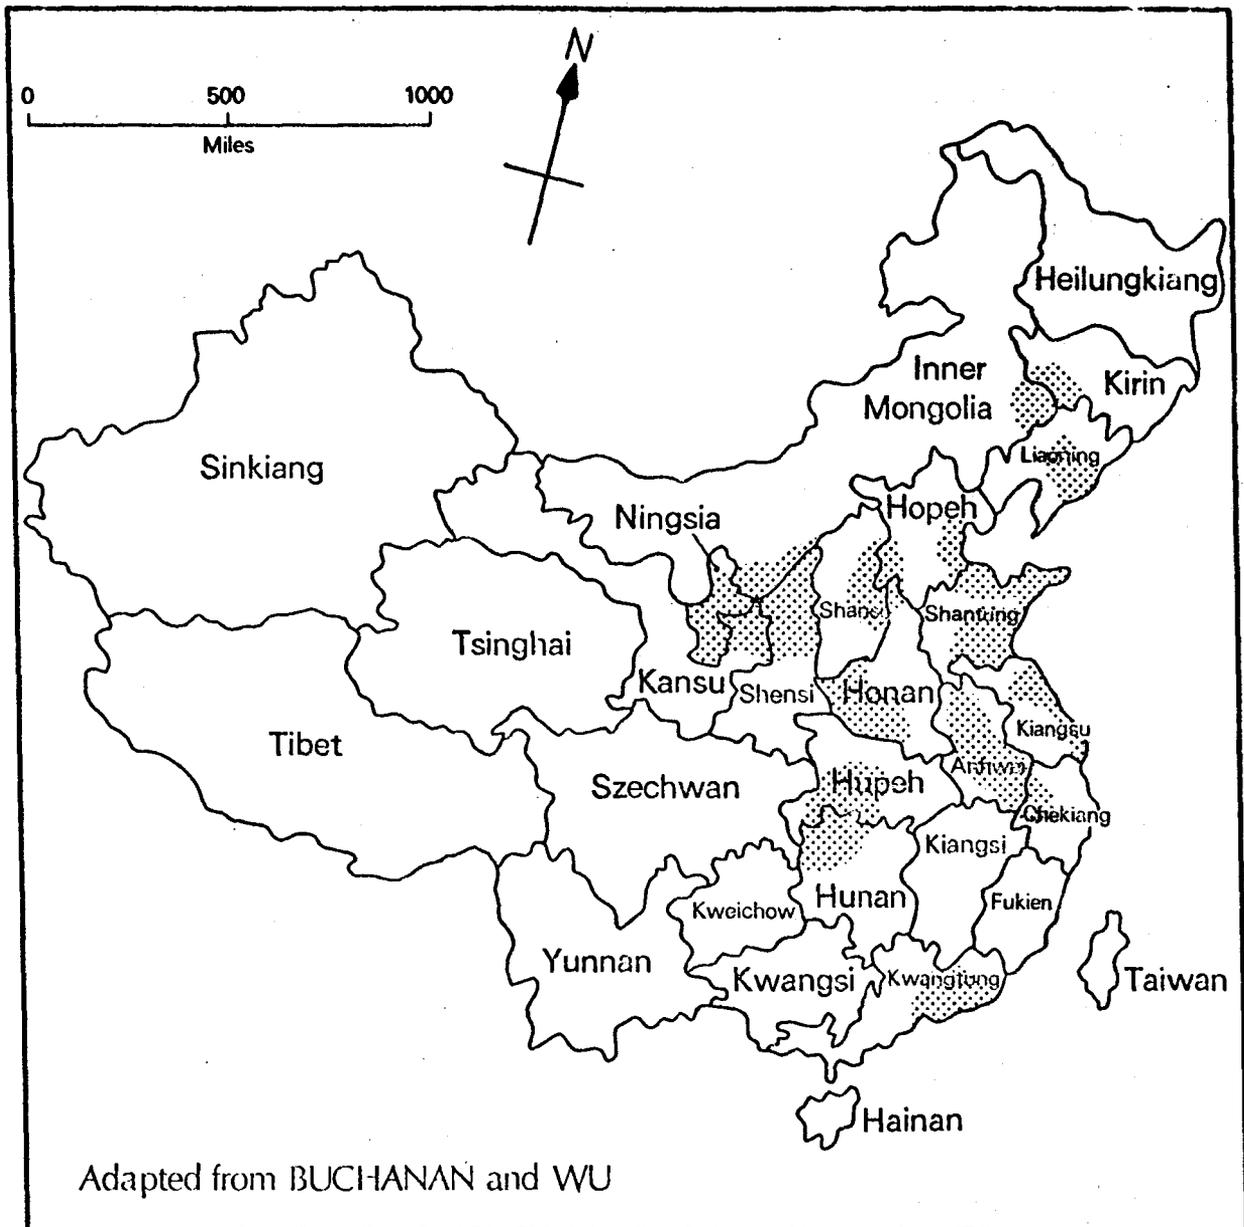 N
0 500 1000
Miles
Heilungkiang
Inner
Mongolia
Kirin
Liaoning
Sinkiang
Ningsia
Hopeh
Shansi
Shantung
Tsinghai
Kansu
Shensi
Honan
Kiangsu
Tibet
Szechwan
Hupeh
Anhwei
Chekiang
Kiangsi
Hunan
Fukien
Kweichow
Yunnan
Kwangsi
Kwangtung
Taiwan
Hainan
Adapted from BUCHANAN and WU